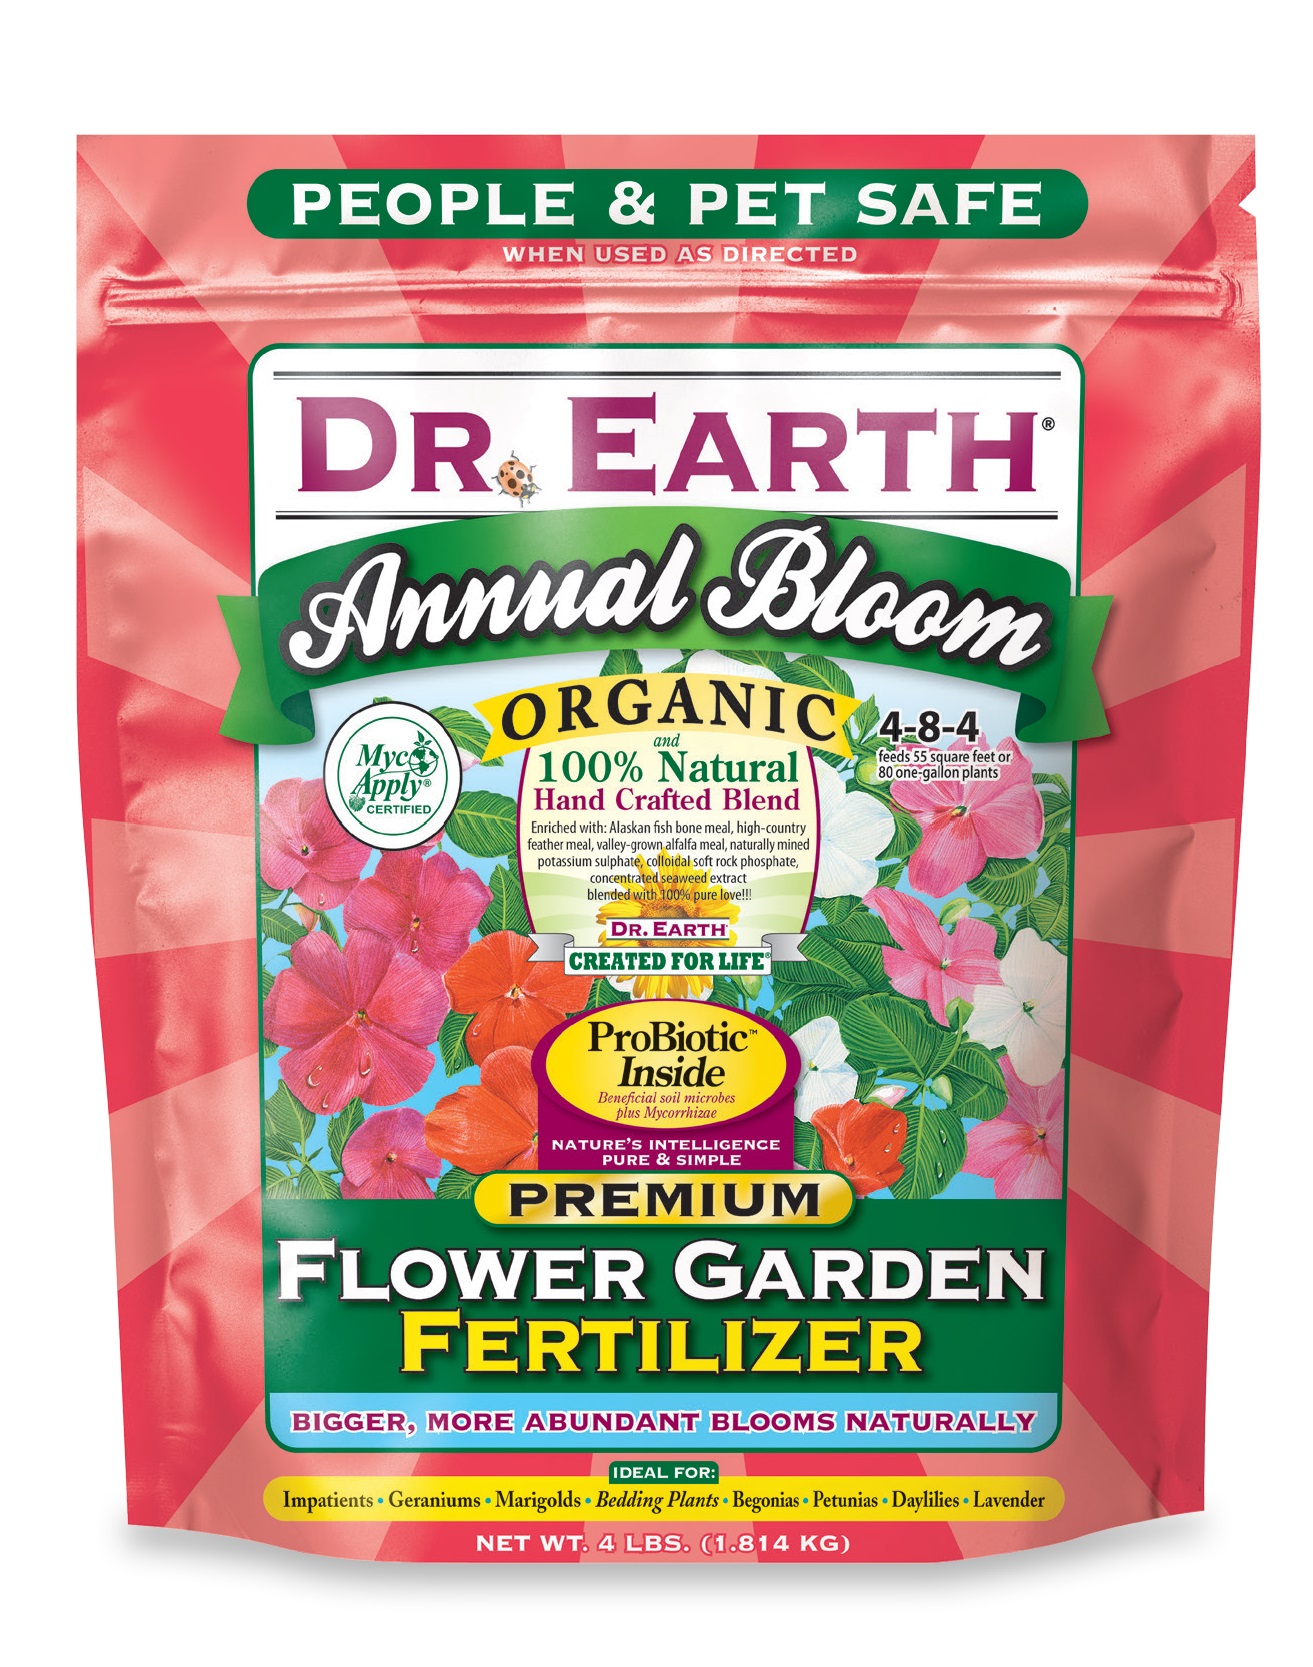 PEOPLE & PET SAFE
WHEN USED AS DIRECTED
DR. EARTH®
Annual Bloom
ORGANIC
and
100% Natural
Hand Crafted Blend
Enriched with: Alaskan fish bone meal, high-country
feather meal, valley-grown alfalfa meal, naturally mined
potassium sulphate, colloidal soft rock phosphate,
concentrated seaweed extract
blended with 100% pure love!!!
DR. EARTH
CREATED FOR LIFE®
Myco
Apply®
CERTIFIED
4-8-4
feeds 55 square feet or
80 one-gallon plants
ProBiotic™
Inside
Beneficial soil microbes
plus Mycorrhizae
NATURE'S INTELLIGENCE
PURE & SIMPLE
PREMIUM
FLOWER GARDEN
FERTILIZER
BIGGER, MORE ABUNDANT BLOOMS NATURALLY
IDEAL FOR:
Impatients • Geraniums • Marigolds • Bedding Plants • Begonias • Petunias • Daylilies • Lavender
NET WT. 4 LBS. (1.814 KG)